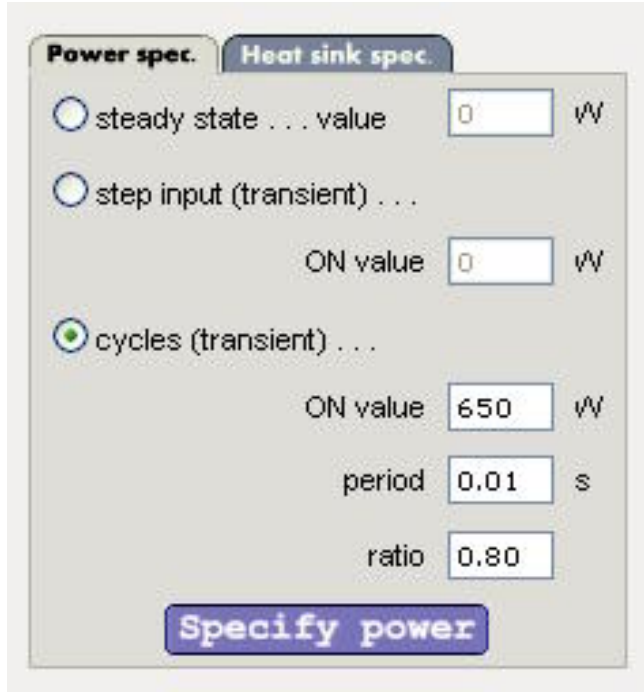 Power spec. Heat sink spec.
steady state . . . value 0 W
step input (transient) . . .
ON value 0 W
cycles (transient) . . .
ON value 650 W
period 0.01 s
ratio 0.80
Specify power